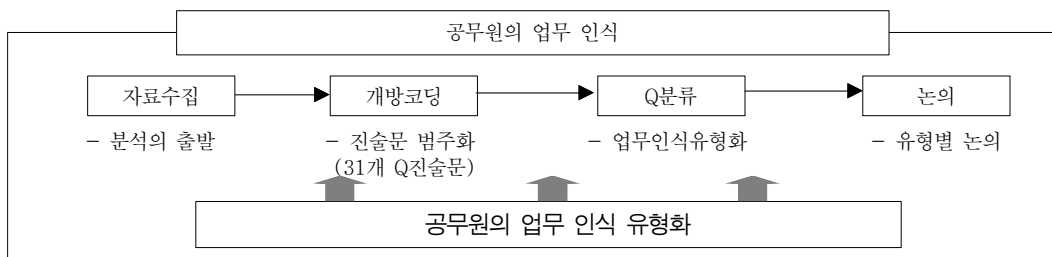 공무원의 업무 인식
자료수집
개방코딩
Q분류
논의
- 분석의 출발
- 진술문 범주화
(31개 Q진술문)
- 업무인식유형화
- 유형별 논의
공무원의 업무 인식 유형화